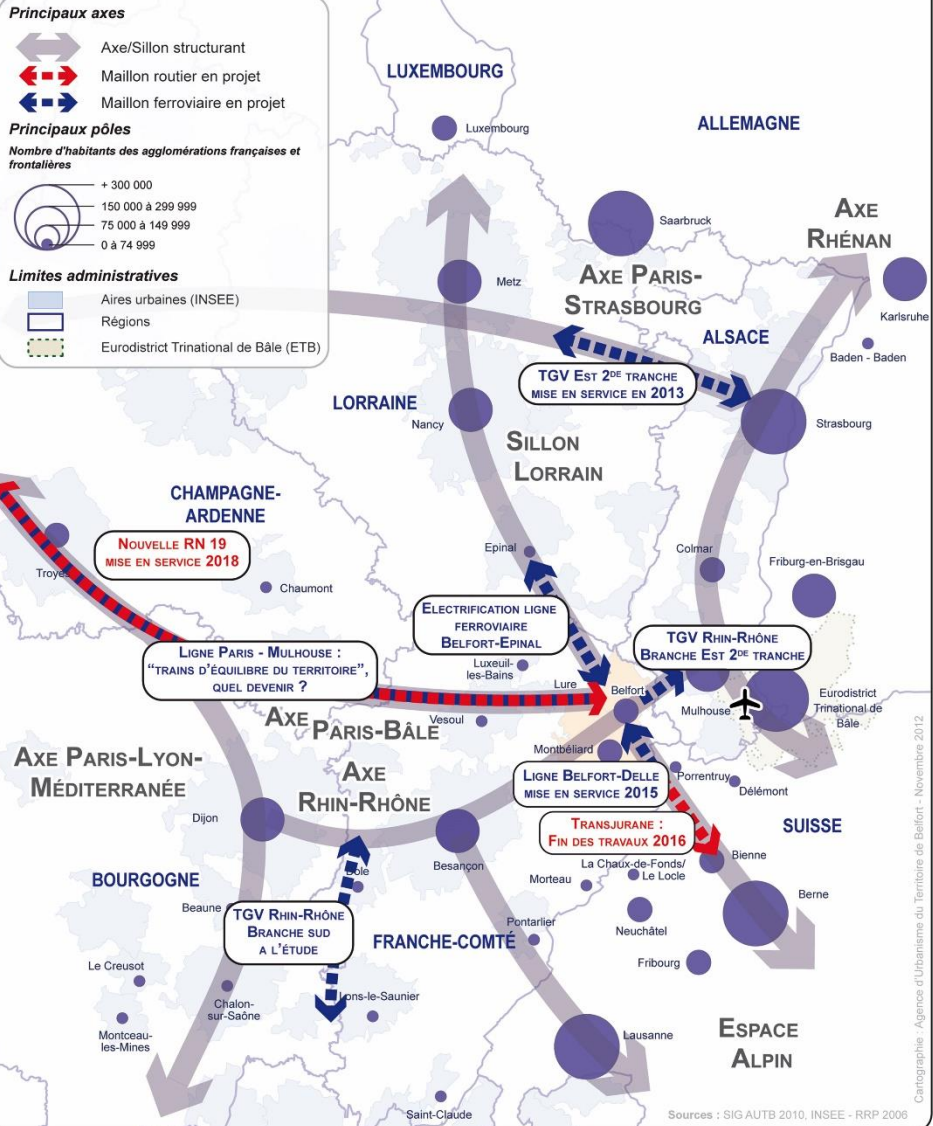 Principaux axes
Axe/Sillon structurant
Maillon routier en projet
Maillon ferroviaire en projet
Principaux pôles
Nombre d'habitants des agglomérations françaises et
frontalières
+ 300 000
150 000 à 299 999
75 000 à 149 999
0 à 74 999
Limites administratives
Aires urbaines (INSEE)
Régions
Eurodistrict Trinational de Bâle (ETB)
LUXEMBOURG
Luxembourg
ALLEMAGNE
Saarbruck
AXE
RHÉNAN
Metz
AXE PARIS-
STRASBOURG
Karlsruhe
ALSACE
Baden - Baden
TGV EST 2DE TRANCHE
MISE EN SERVICE EN 2013
LORRAINE
Nancy
Strasbourg
SILLON
LORRAIN
CHAMPAGNE-
ARDENNE
NOUVELLE RN 19
MISE EN SERVICE 2018
Troyes
Chaumont
Epinal
Colmar
Friburg-en-Brisgau
ELECTRIFICATION LIGNE
FERROVIAIRE
BELFORT-EPINAL
TGV RHIN-RHÔNE
BRANCHE EST 2DE TRANCHE
LIGNE PARIS - MULHOUSE :
"TRAINS D'ÉQUILIBRE DU TERRITOIRE",
QUEL DEVENIR ?
Luxeuil-
les-Bains
Lure
Belfort
Mulhouse
Eurodistrict
Trinational de
Bâle
Vesoul
AXE
PARIS-BÂLE
Montbéliard
AXE PARIS-LYON-
MÉDITERRANÉE
AXE
RHIN-RHÔNE
LIGNE BELFORT-DELLE
MISE EN SERVICE 2015
Porrentruy
Délémont
TRANSJURANE :
FIN DES TRAVAUX 2016
SUISSE
Dijon
Besançon
Bienne
La Chaux-de-Fonds/
Le Locle
Morteau
Berne
BOURGOGNE
Dole
Beaune
TGV RHIN-RHÔNE
BRANCHE SUD
A L'ÉTUDE
FRANCHE-COMTÉ
Pontarlier
Neuchâtel
Fribourg
Le Creusot
Chalon-
sur-Saône
Lons-le-Saunier
Montceau-
les-Mines
Lausanne
ESPACE
ALPIN
Saint-Claude
Sources : SIG AUTB 2010, INSEE - RRP 2006
Cartographie : Agence d'Urbanisme du Territoire de Belfort - Novembre 2012